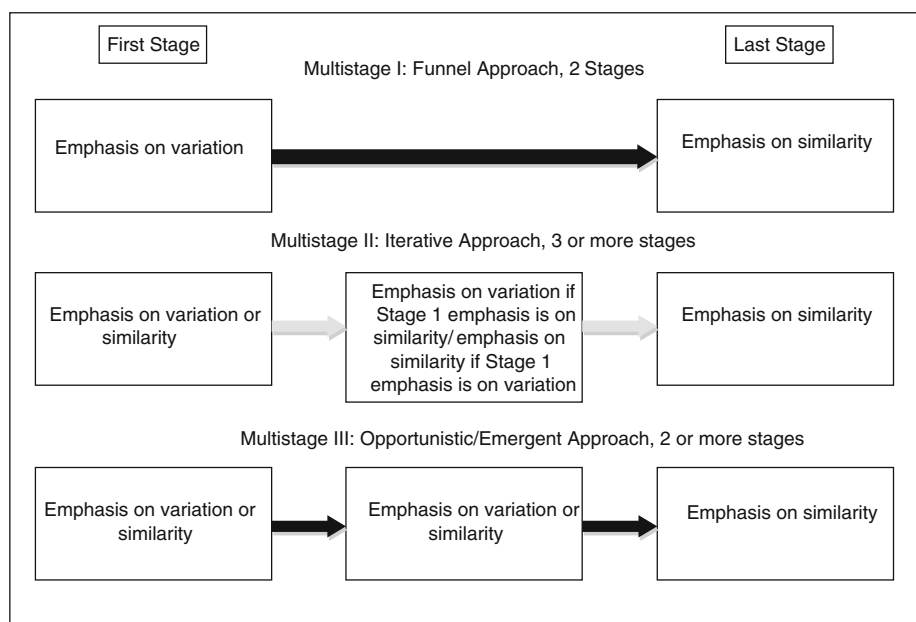 First Stage
Last Stage
Multistage I: Funnel Approach, 2 Stages
Emphasis on variation
Emphasis on similarity
Multistage II: Iterative Approach, 3 or more stages
Emphasis on variation or
similarity
Emphasis on variation if
Stage 1 emphasis is on
similarity/emphasis on
similarity if Stage 1
emphasis is on variation
Emphasis on similarity
Multistage III: Opportunistic/Emergent Approach, 2 or more stages
Emphasis on variation or
similarity
Emphasis on variation or
similarity
Emphasis on similarity